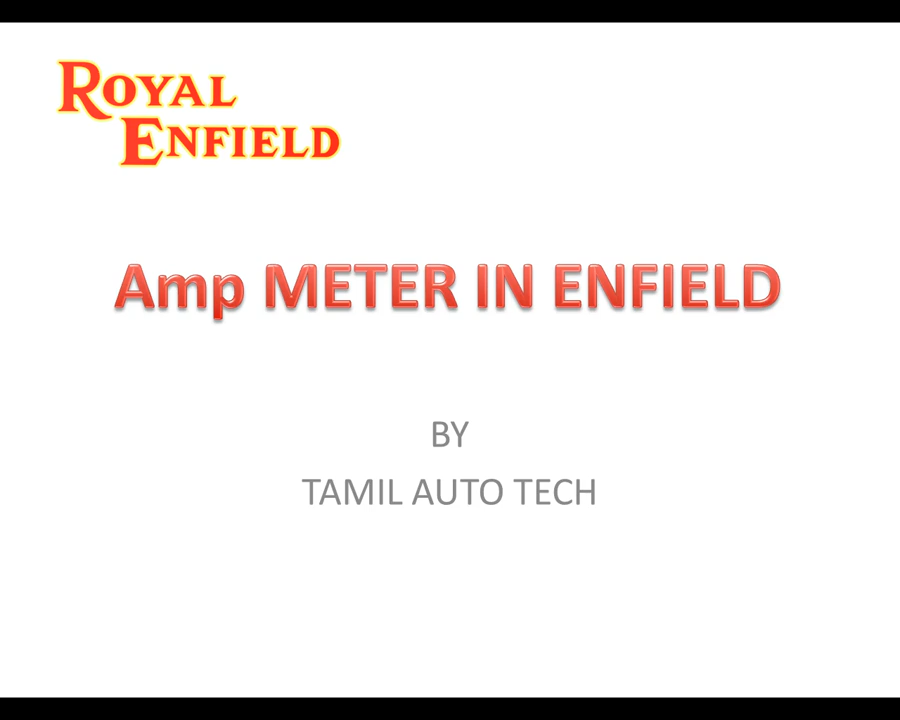 ROYAL
ENFIELD
Amp METER IN ENFIELD
BY
TAMIL AUTO TECH